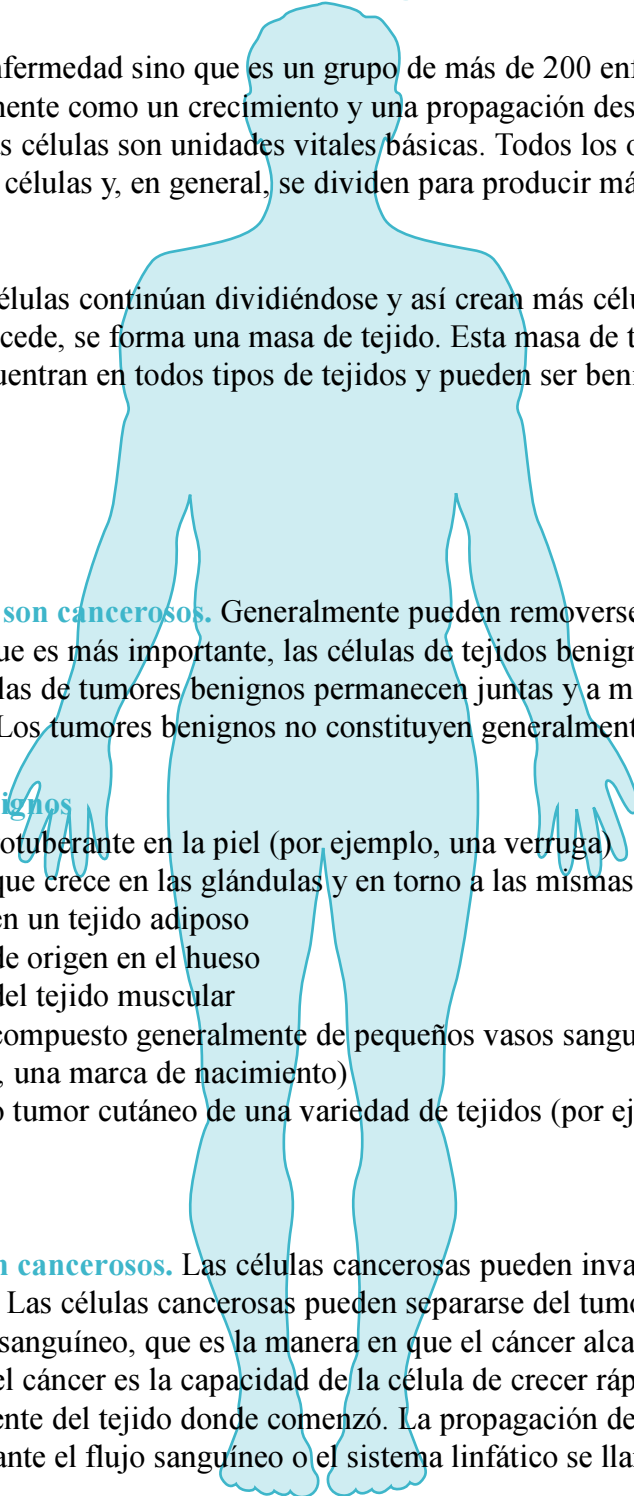 nfermedad sino que es un grupo de más de 200 enf
mente como un crecimiento y una propagación des
s células son unidades vitales básicas. Todos los o
células y, en general, se dividen para producir má
élulas continúan dividiéndose y así crean más célu
cede, se forma una masa de tejido. Esta masa de t
uentran en todos tipos de tejidos y pueden ser beni
son cancerosos. Generalmente pueden removerse
ue es más importante, las células de tejidos benign
las de tumores benignos permanecen juntas y a m
Los tumores benignos no constituyen generalment
ignos
otuberante en la piel (por ejemplo, una verruga)
que crece en las glándulas y en torno a las mismas
en un tejido adiposo
de origen en el hueso
del tejido muscular
compuesto generalmente de pequeños vasos sangu
, una marca de nacimiento)
o tumor cutáneo de una variedad de tejidos (por ej
n cancerosos. Las células cancerosas pueden inva
Las células cancerosas pueden separarse del tumo
sanguíneo, que es la manera en que el cáncer alca
el cáncer es la capacidad de la célula de crecer ráp
ente del tejido donde comenzó. La propagación de
ante el flujo sanguíneo o el sistema linfático se lla